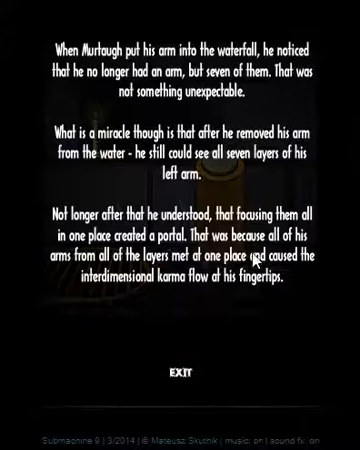 When Murtaugh put his arm into the waterfall, he noticed
that he no longer had an arm, but seven of them. That was
not something unexpectable.
What is a miracle though is that after he removed his arm
from the water - he still could see all seven layers of his
left arm.
Not longer after that he understood, that focusing them all
in one place created a portal. That was because all of his
arms from all of the layers met at one place and caused the
interdimensional karma flow at his fingertips.
EXIT
Submachine 9 | 3/2014 | © Mateusz Skutnik | music: on | sound fx: on